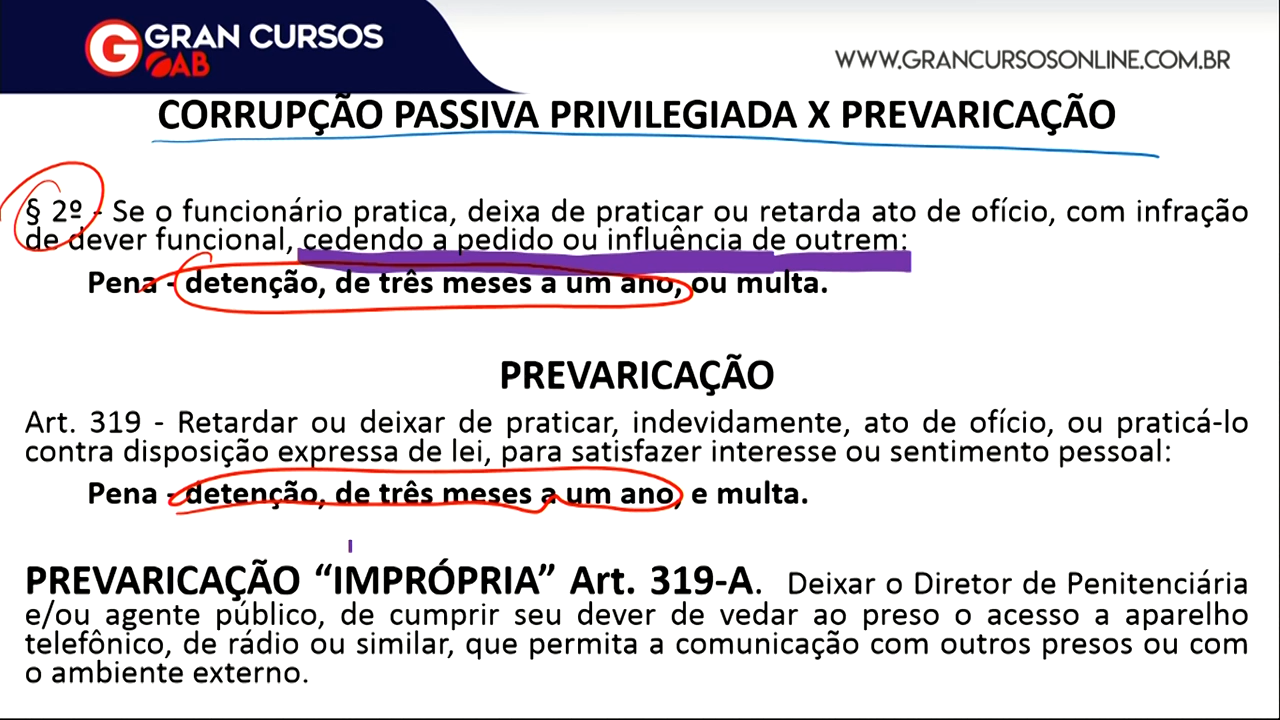 GRAN CURSOS
OAB
WWW.GRANCURSOSONLINE.COM.BR
CORRUPÇÃO PASSIVA PRIVILEGIADA X PREVARICAÇÃO
§ 2º - Se o funcionário pratica, deixa de praticar ou retarda ato de ofício, com infração
de dever funcional, cedendo a pedido ou influência de outrem:
Pena - detenção, de três meses a um ano, ou multa.
PREVARICAÇÃO
Art. 319 - Retardar ou deixar de praticar, indevidamente, ato de ofício, ou praticá-lo
contra disposição expressa de lei, para satisfazer interesse ou sentimento pessoal:
Pena - detenção, de três meses a um ano, e multa.
PREVARICAÇÃO “IMPRÓPRIA” Art. 319-A. Deixar o Diretor de Penitenciária
e/ou agente público, de cumprir seu dever de vedar ao preso o acesso a aparelho
telefônico, de rádio ou similar, que permita a comunicação com outros presos ou com
o ambiente externo.